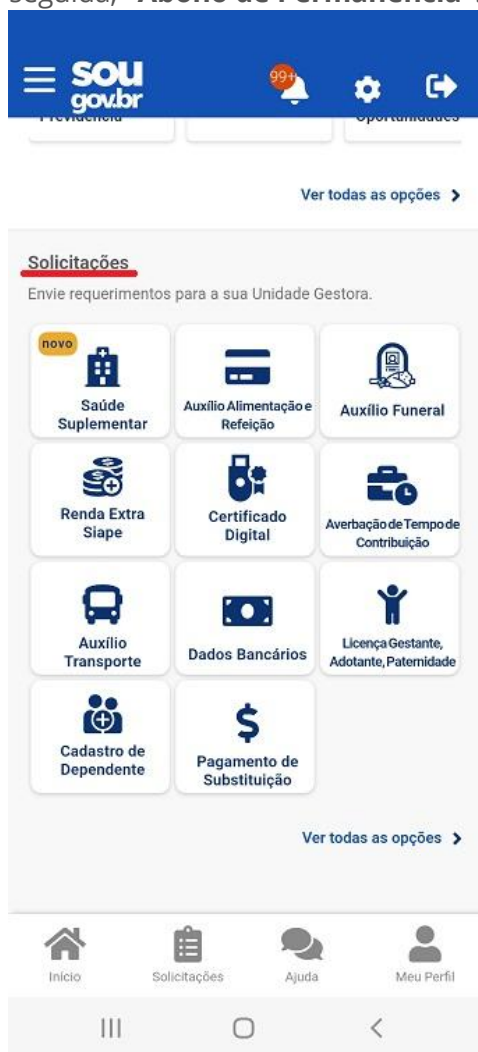 seguida, "Abono de Permanência"
sou
gov.br
99+
Previdência
Oportunidades
Ver todas as opções
Solicitações
Envie requerimentos para a sua Unidade Gestora.
novo
Saúde
Suplementar
Auxílio Alimentação e
Refeição
Auxílio Funeral
Renda Extra
Siape
Certificado
Digital
Averbação de Tempo de
Contribuição
Auxílio
Transporte
Dados Bancários
Licença Gestante,
Adotante, Paternidade
Cadastro de
Dependente
Pagamento de
Substituição
Ver todas as opções
Início
Solicitações
Ajuda
Meu Perfil